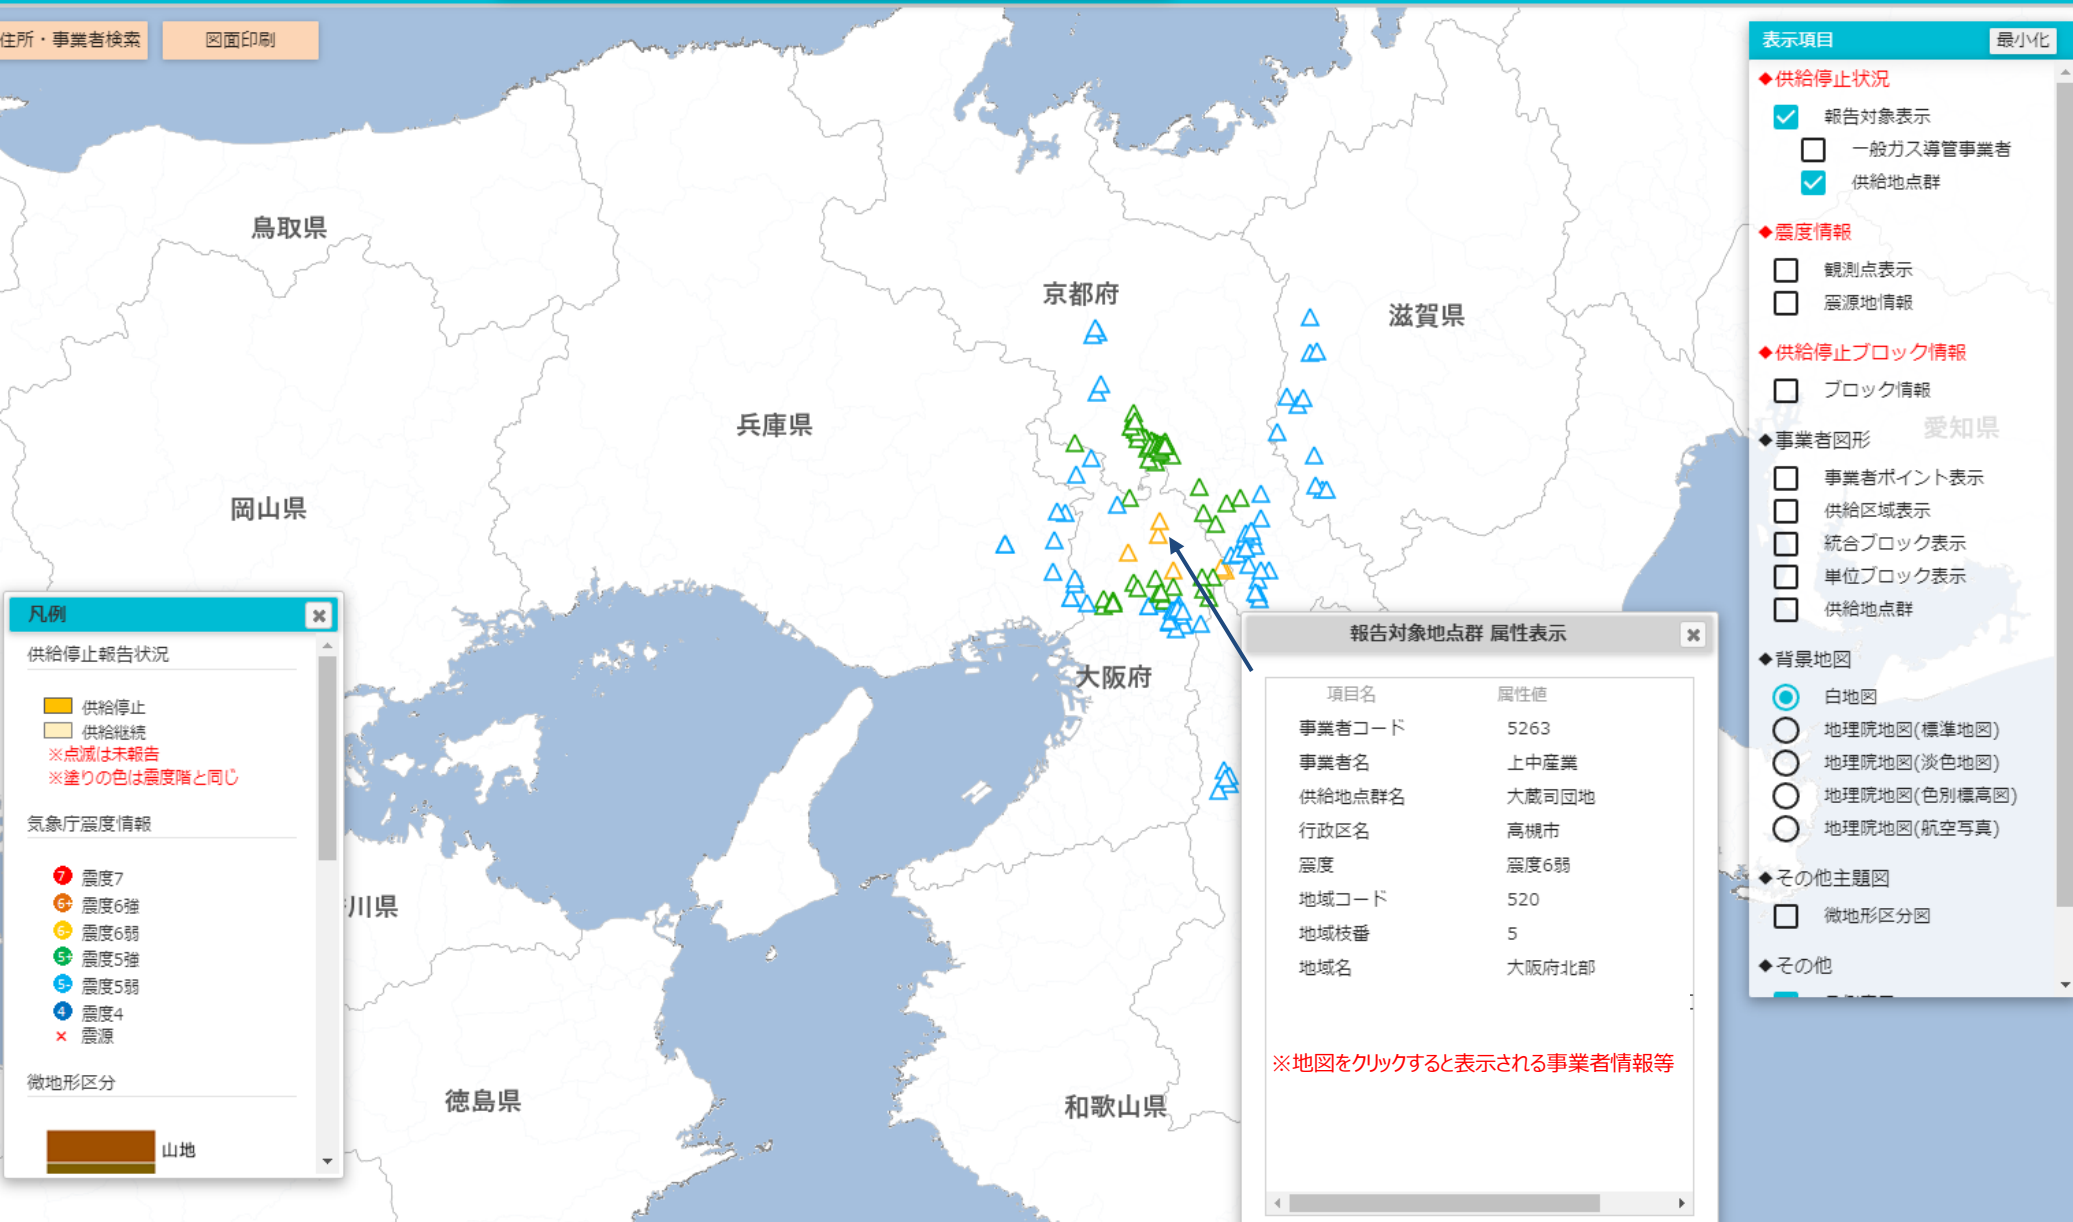 住所・事業者検索
図面印刷
鳥取県
京都府
滋賀県
兵庫県
岡山県
愛知県
大阪府
川県
徳島県
和歌山県
凡例
供給停止報告状況
供給停止
供給継続
※点滅は未報告
※塗りの色は震度階と同じ
気象庁震度情報
7 震度7
6+ 震度6強
6- 震度6弱
5+ 震度5強
5- 震度5弱
4 震度4
× 震源
微地形区分
山地
報告対象地点群 属性表示
項目名 属性値
事業者コード 5263
事業者名 上中産業
供給地点群名 大蔵司団地
行政区名 高槻市
震度 震度6弱
地域コード 520
地域枝番 5
地域名 大阪府北部
※地図をクリックすると表示される事業者情報等
表示項目 最小化
◆供給停止状況
報告対象表示
一般ガス導管事業者
供給地点群
◆震度情報
観測点表示
震源地情報
◆供給停止ブロック情報
ブロック情報
◆事業者図形
事業者ポイント表示
供給区域表示
統合ブロック表示
単位ブロック表示
供給地点群
◆背景地図
白地図
地理院地図(標準地図)
地理院地図(淡色地図)
地理院地図(色別標高図)
地理院地図(航空写真)
◆その他主題図
微地形区分図
◆その他